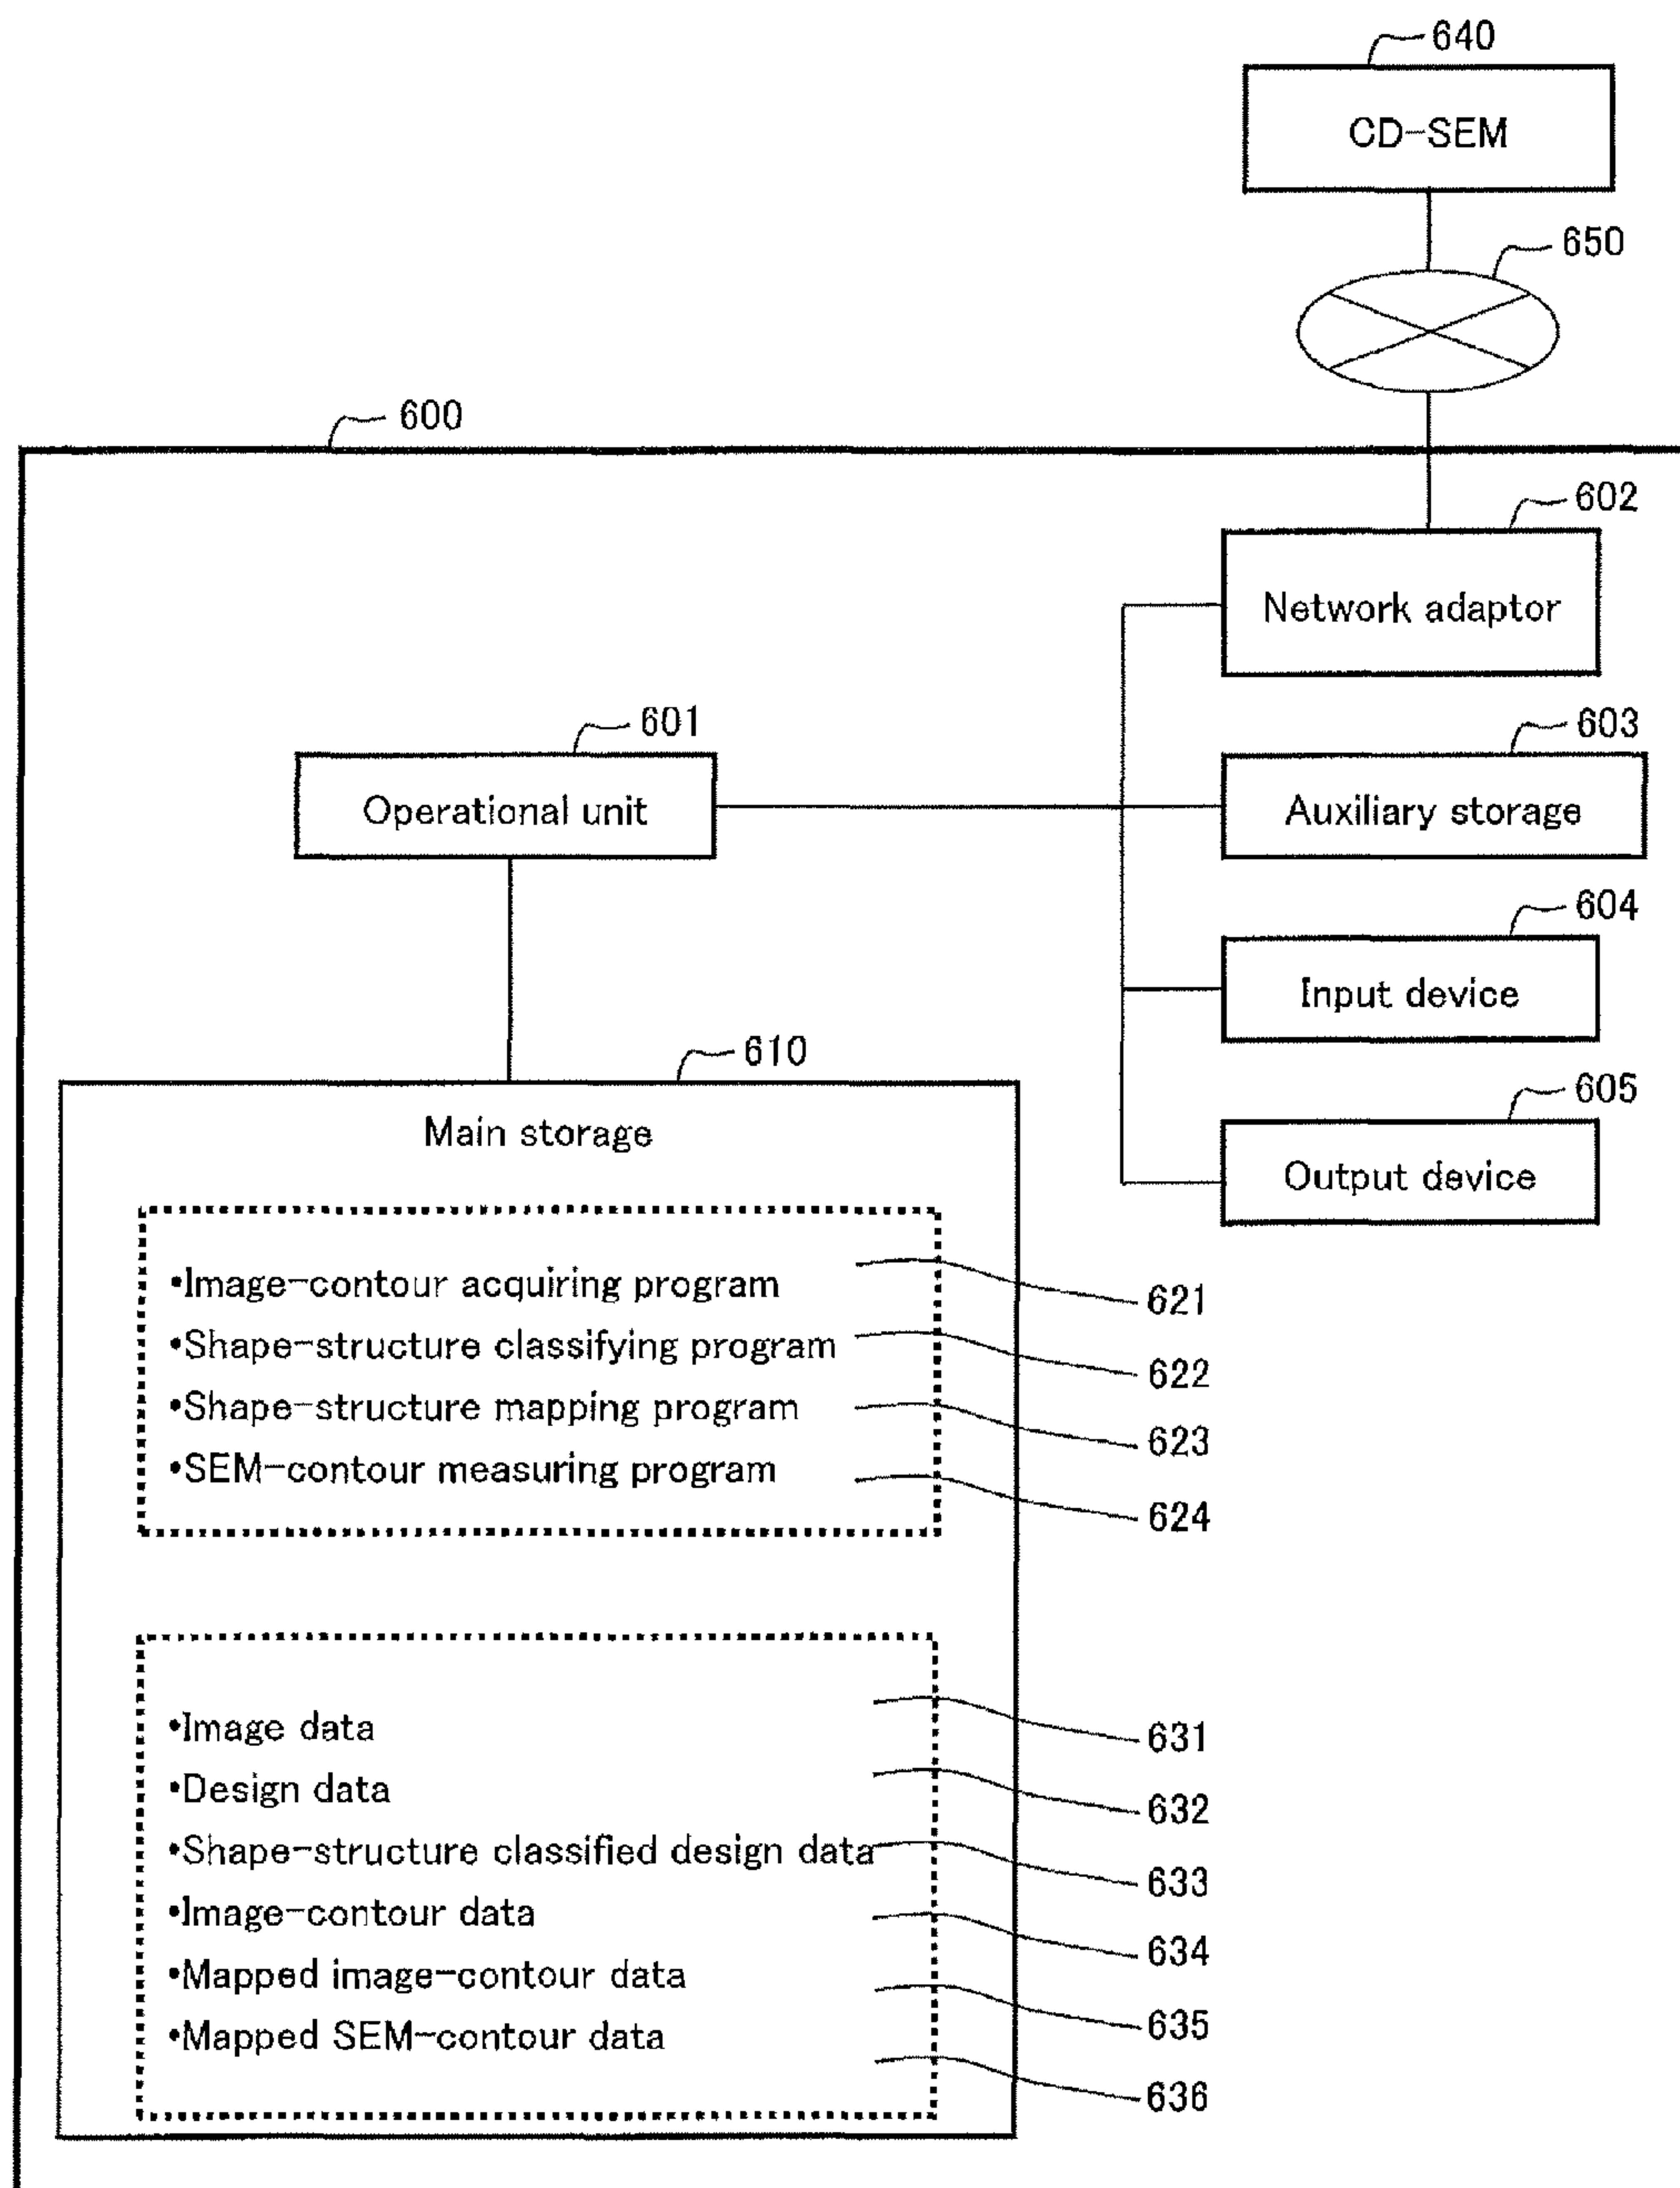 640
CD-SEM
650
600
602
Network adaptor
601
Operational unit
603
Auxiliary storage
604
Input device
605
Output device
610
Main storage
•Image-contour acquiring program
•Shape-structure classifying program
•Shape-structure mapping program
•SEM-contour measuring program
621
622
623
624
•Image data
•Design data
•Shape-structure classified design data
•Image-contour data
•Mapped image-contour data
•Mapped SEM-contour data
631
632
633
634
635
636